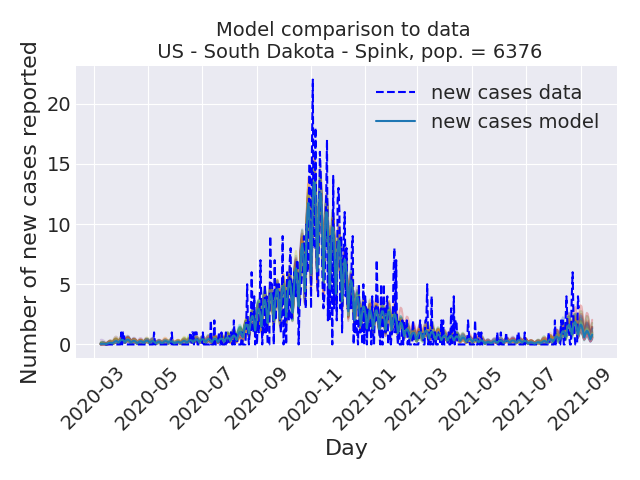 Model comparison to data
US - South Dakota - Spink, pop. = 6376
Number of new cases reported
20
15
10
5
0
new cases data
new cases model
2020-03
2020-05
2020-07
2020-09
2020-11
2021-01
2021-03
2021-05
2021-07
2021-09
Day